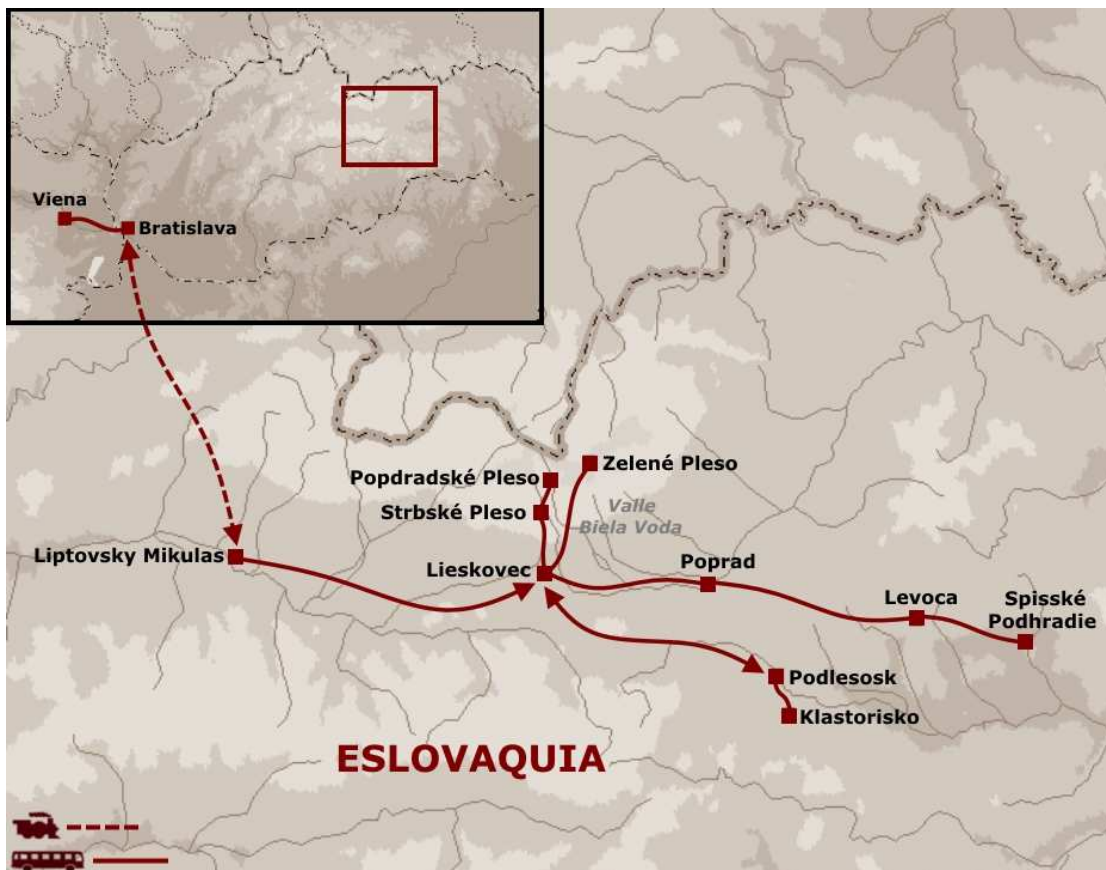 Viena
Bratislava
Popdradské Pleso
Zelené Pleso
Strbské Pleso
Valle
Biela Voda
Liptovsky Mikulas
Lieskovec
Poprad
Levoca
Spisské
Podhradie
Podlesosk
Klastorisko
ESLOVAQUIA